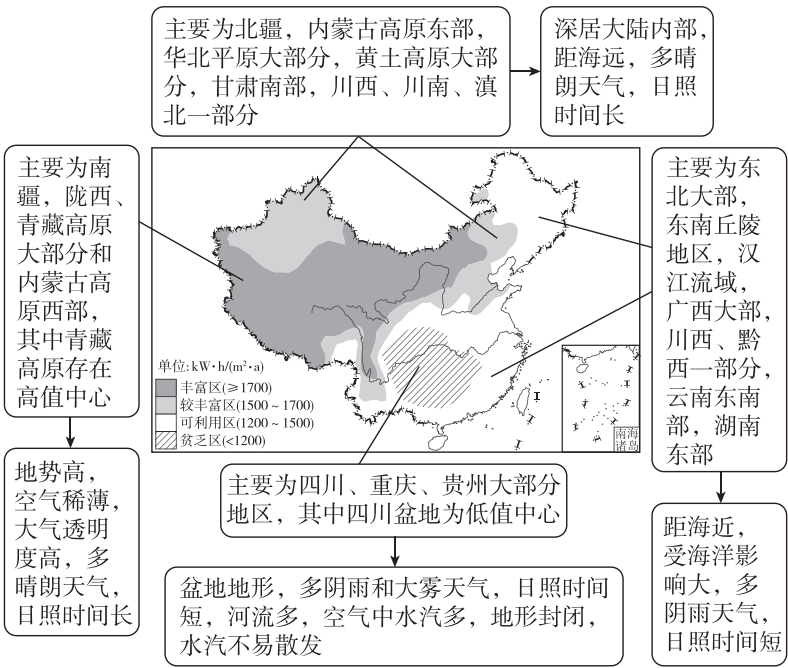 主要为北疆，内蒙古高原东部，
华北平原大部分，黄土高原大部
分，甘肃南部，川西、川南、滇
北一部分
深居大陆内部，
距海远，多晴
朗天气，日照
时间长
主要为南
疆，陇西、
青藏高原
大部分和
内蒙古高
原西部，
其中青藏
高原存在
高值中心
地势高，
空气稀薄，
大气透明
度高，多
晴朗天气，
日照时间长
单位:kW·h/(m²·a)
丰富区(≥1700)
较丰富区(1500~1700)
可利用区(1200~1500)
贫乏区(<1200)
南海
诸岛
主要为东
北大部，
东南丘陵
地区，汉
江流域，
广西大部，
川西、黔
西一部分，
云南东南
部，湖南
东部
距海近，
受海洋影
响大，多
阴雨天气，
日照时间短
主要为四川、重庆、贵州大部分
地区，其中四川盆地为低值中心
盆地地形，多阴雨和大雾天气，日照时间
短，河流多，空气中水汽多，地形封闭，
水汽不易散发